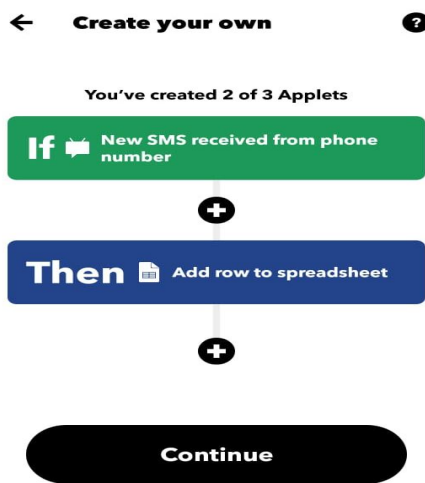 Create your own
?
You've created 2 of 3 Applets
If New SMS received from phone
number
Then Add row to spreadsheet
Continue